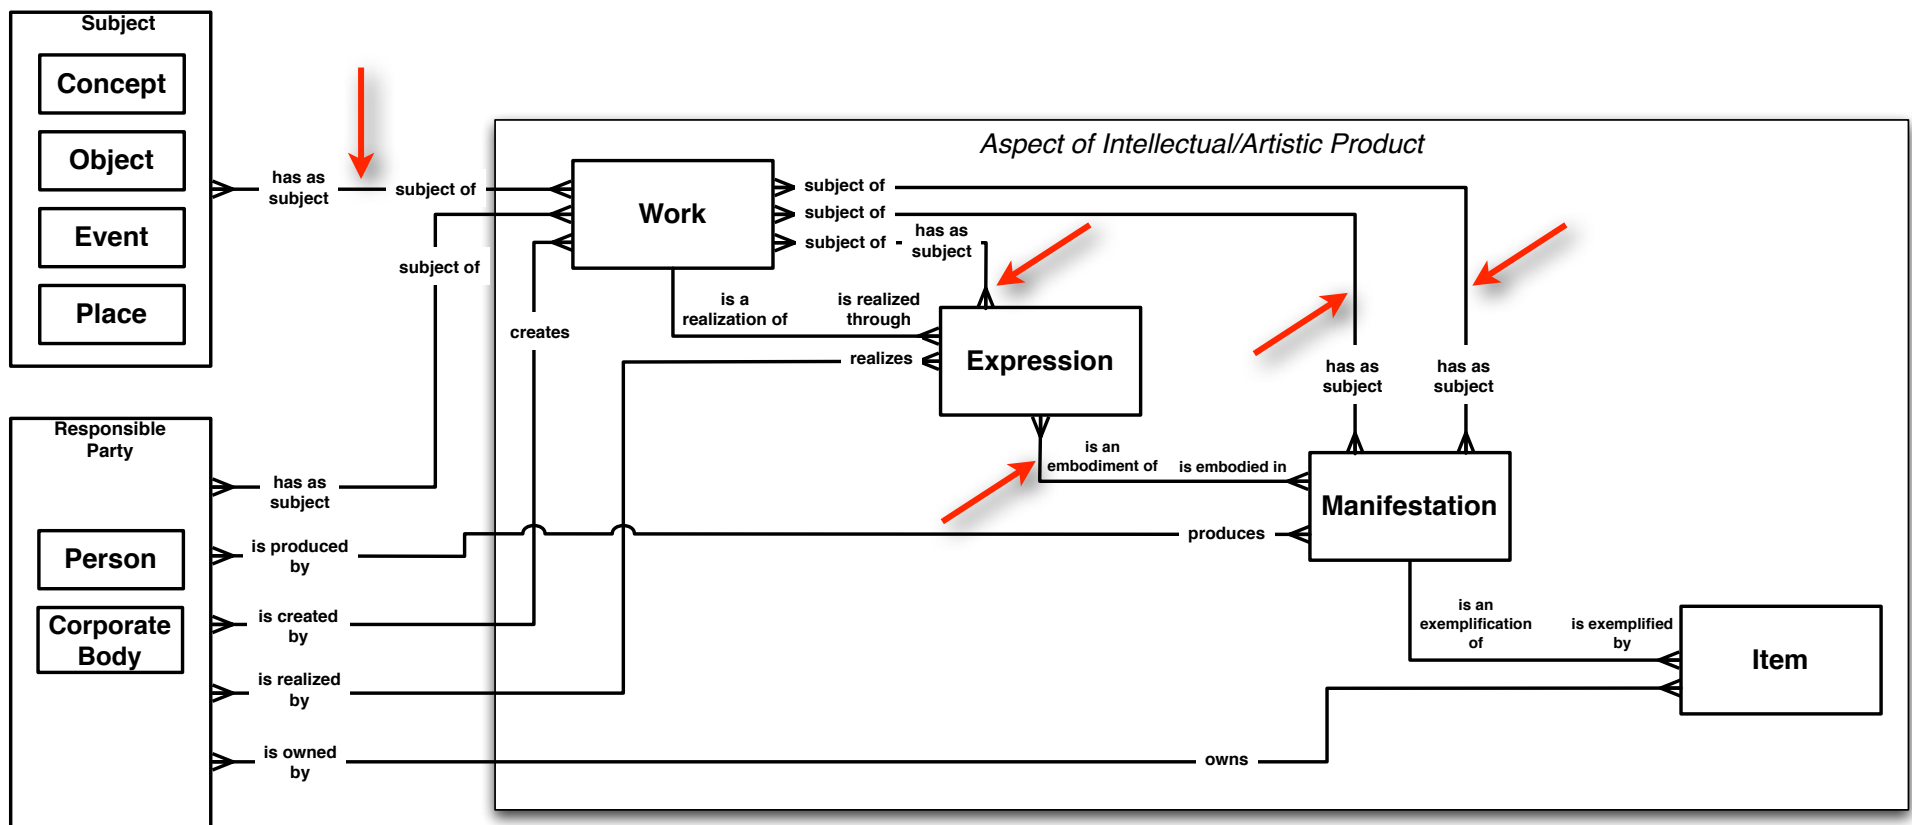 Subject
Concept
Object
Event
Place
has as
subject
subject of
subject of
creates
Responsible
Party
has as
subject
Person
is produced
by
Corporate
Body
is created
by
is realized
by
is owned
by
Aspect of Intellectual/Artistic Product
Work
subject of
subject of
subject of
has as
subject
is a
realization of
is realized
through
realizes
Expression
has as
subject
has as
subject
is an
embodiment of
is embodied in
Manifestation
produces
is an
exemplification
of
is exemplified
by
Item
owns